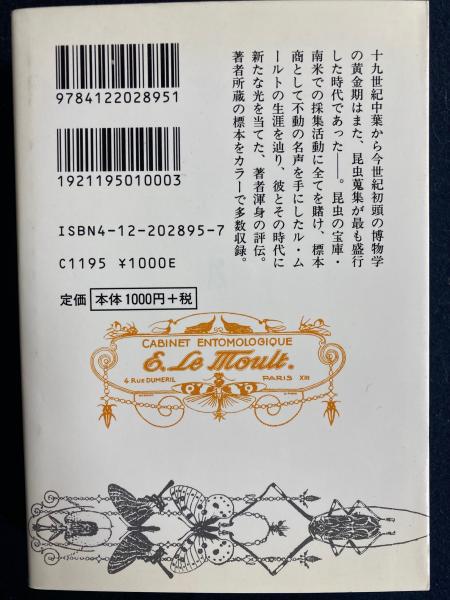 十九世紀中葉から今世紀初頭の博物学
の黄金期はまた、昆虫蒐集が最も盛行
した時代であった――。昆虫の宝庫・
南米での採集活動に全てを賭け、標本
商として不動の名声を手にしたル・ム
ールトの生涯を辿り、彼とその時代に
新たな光を当てた、著者渾身の評伝。
著者所蔵の標本をカラーで多数収録。
9784122028951
1921195010003
ISBN4-12-202895-7
C1195 ¥1000E
定価 本体1000円+税
CABINET ENTOMOLOGIQUE
E. Le Moult.
4 RUE DUMERIL PARIS XIII